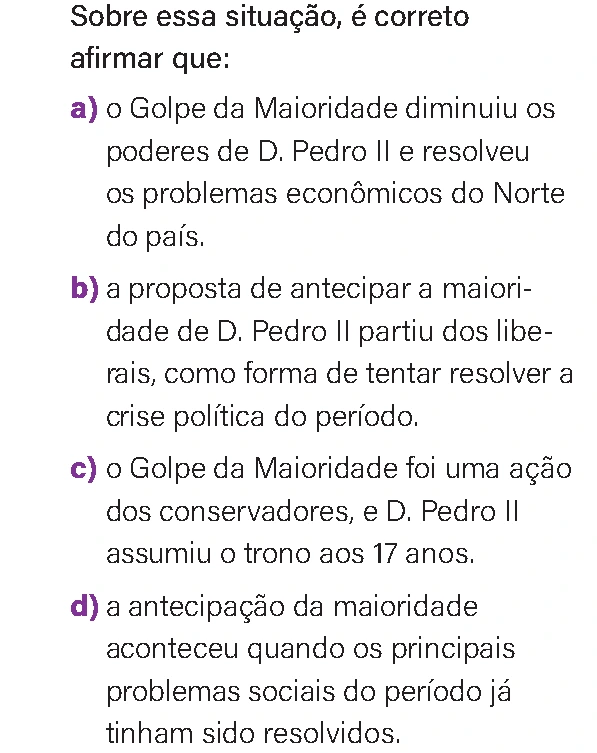 Sobre essa situação, é correto
afirmar que:
a) o Golpe da Maioridade diminuiu os
poderes de D. Pedro II e resolveu
os problemas econômicos do Norte
do país.
b) a proposta de antecipar a maiori-
dade de D. Pedro II partiu dos libe-
rais, como forma de tentar resolver a
crise política do período.
c) o Golpe da Maioridade foi uma ação
dos conservadores, e D. Pedro II
assumiu o trono aos 17 anos.
d) a antecipação da maioridade
aconteceu quando os principais
problemas sociais do período já
tinham sido resolvidos.